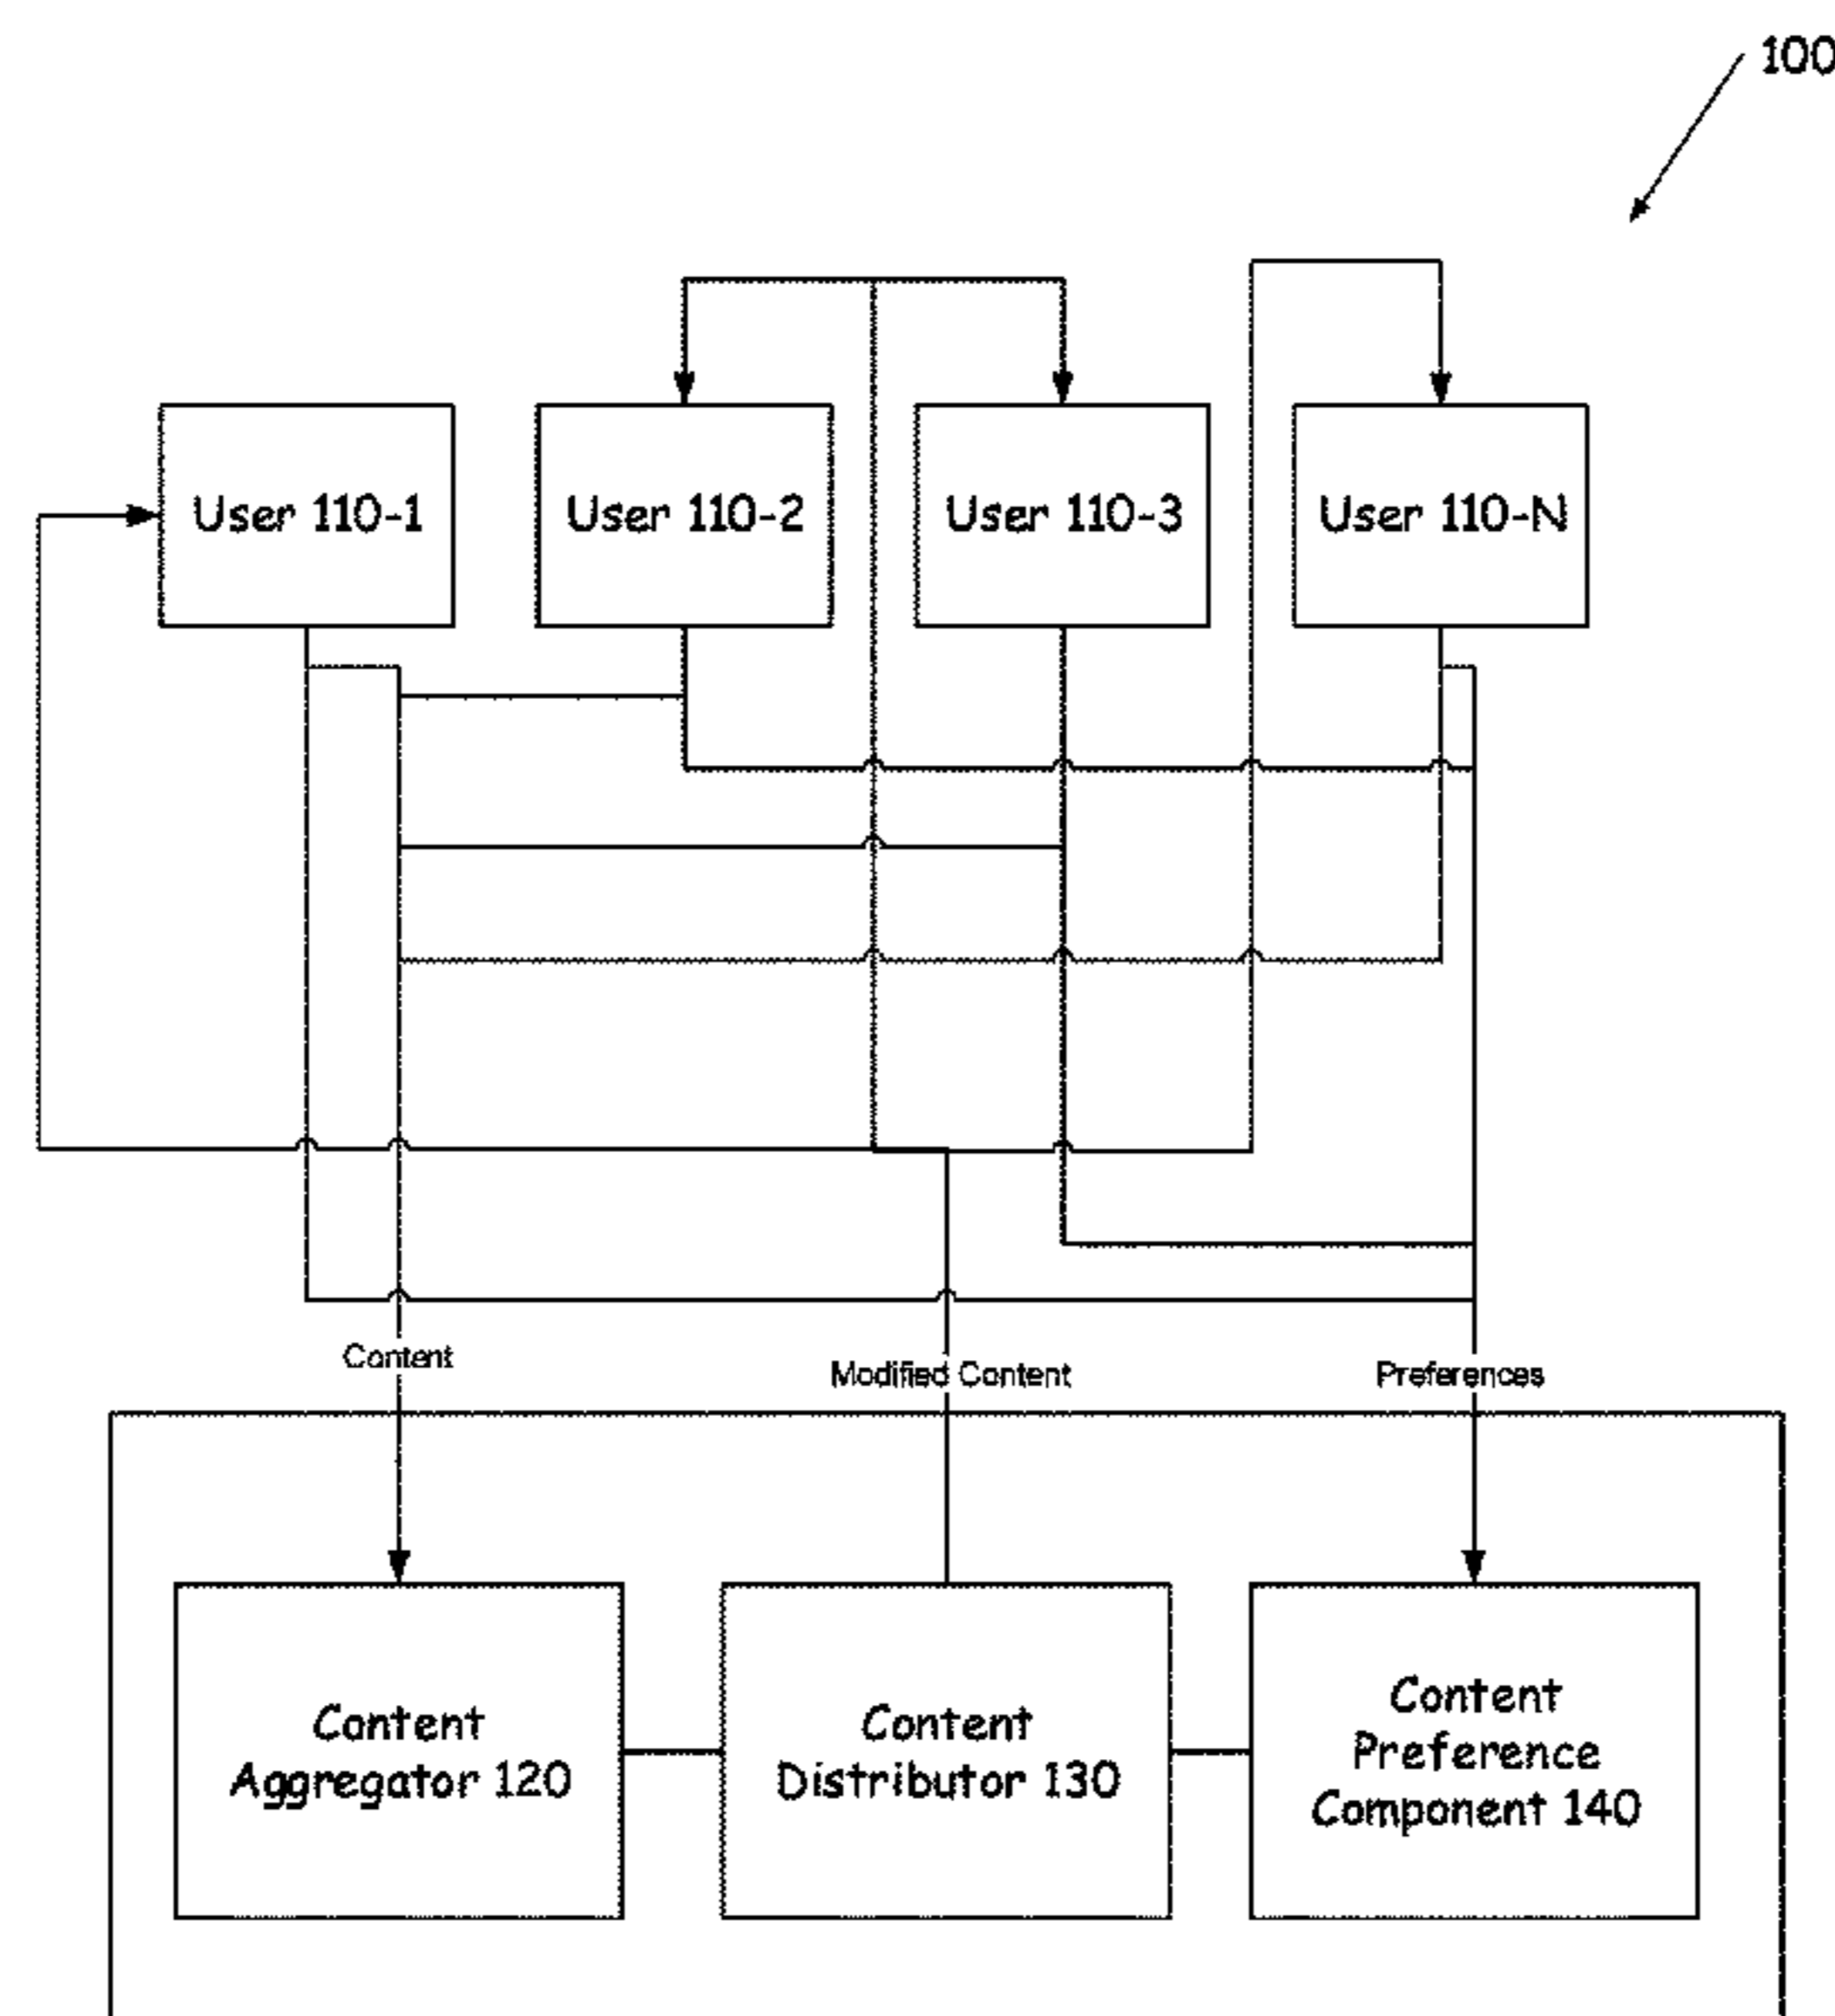 100
User 110-1
User 110-2
User 110-3
User 110-N
Content
Modified Content
Preferences
Content
Aggregator 120
Content
Distributor 130
Content
Preference
Component 140